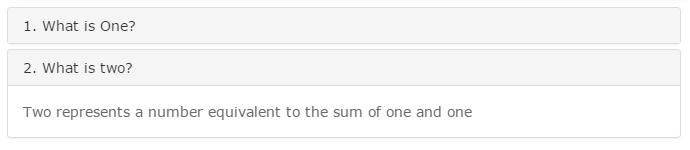 1. What is One?
2. What is two?
Two represents a number equivalent to the sum of one and one